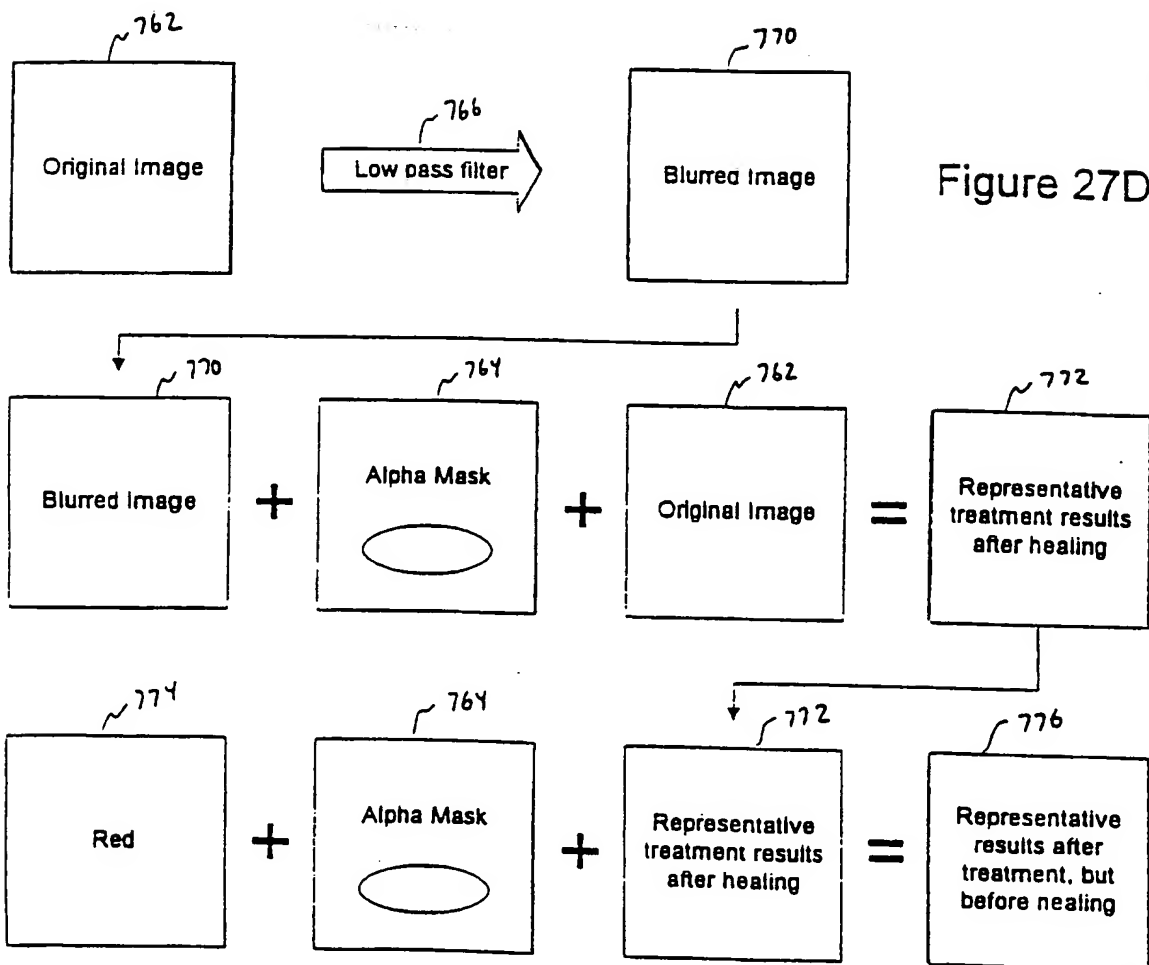 762
Original Image
766
Low pass filter
770
Blurred Image
Figure 27D
770
Blurred Image
+
764
Alpha Mask
+
762
Original Image
=
772
Representative
treatment results
after healing
774
Red
+
764
Alpha Mask
+
772
Representative
treatment results
after healing
=
776
Representative
results after
treatment, but
before nealing